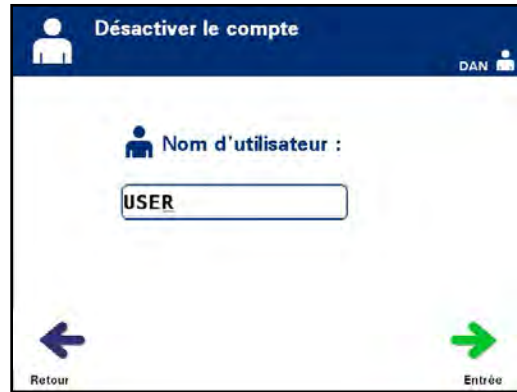 Désactiver le compte
DAN
Nom d'utilisateur :
USER
Retour
Entrée